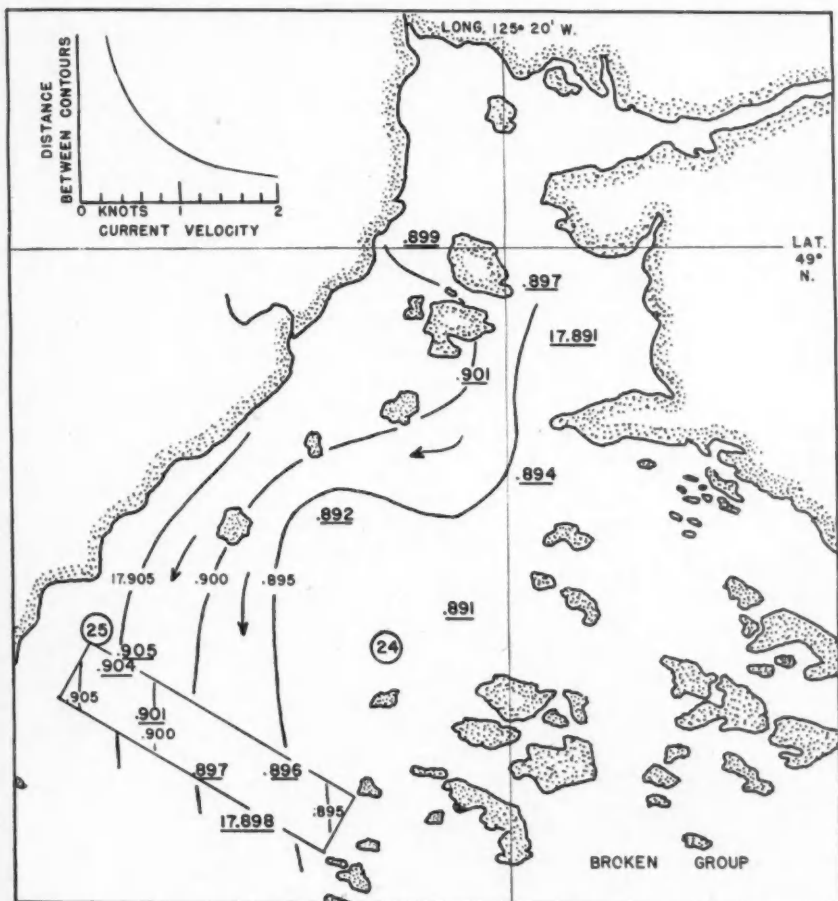 LONG, 125° 20' W.
DISTANCE
BETWEEN CONTOURS
0 1 2
KNOTS
CURRENT VELOCITY
LAT.
49°
N.
.899
.897
17.891
.901
.894
.892
17.905 .900 .895
.891
25
24
.905
.904
.905
.901
.900
.897 .896
.895
17.898
BROKEN GROUP